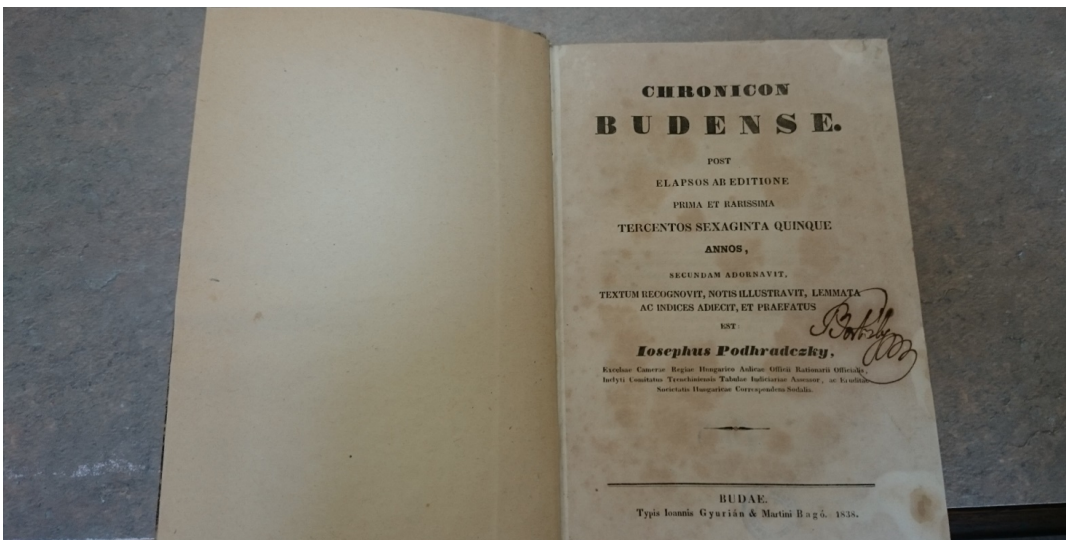 CHRONICON
BUDENSE.
POST
ELAPSOS AB EDITIONE
PRIMA ET RARISSIMA
TERCENTOS SEXAGINTA QUINQUE
ANNOS,
SECUNDAM ADORNAVIT,
TEXTUM RECOGNOVIT, NOTIS ILLUSTRAVIT, LEMMATA
AC INDICES ADIECIT, ET PRAEFATUS
EST
Iosephus Podhradczky,
Excelsae Camerae Regiae Hungarico Aulicae Officii Rationarii Officialis,
Inclyti Comitatus Trenchiniensis Tabulae Iudiciariae Assessor, ac Eruditae
Societatis Hungaricae Correspondens Sodalis.
BUDAE.
Typis Ioannis Gyurián & Martini Bagó. 1838.